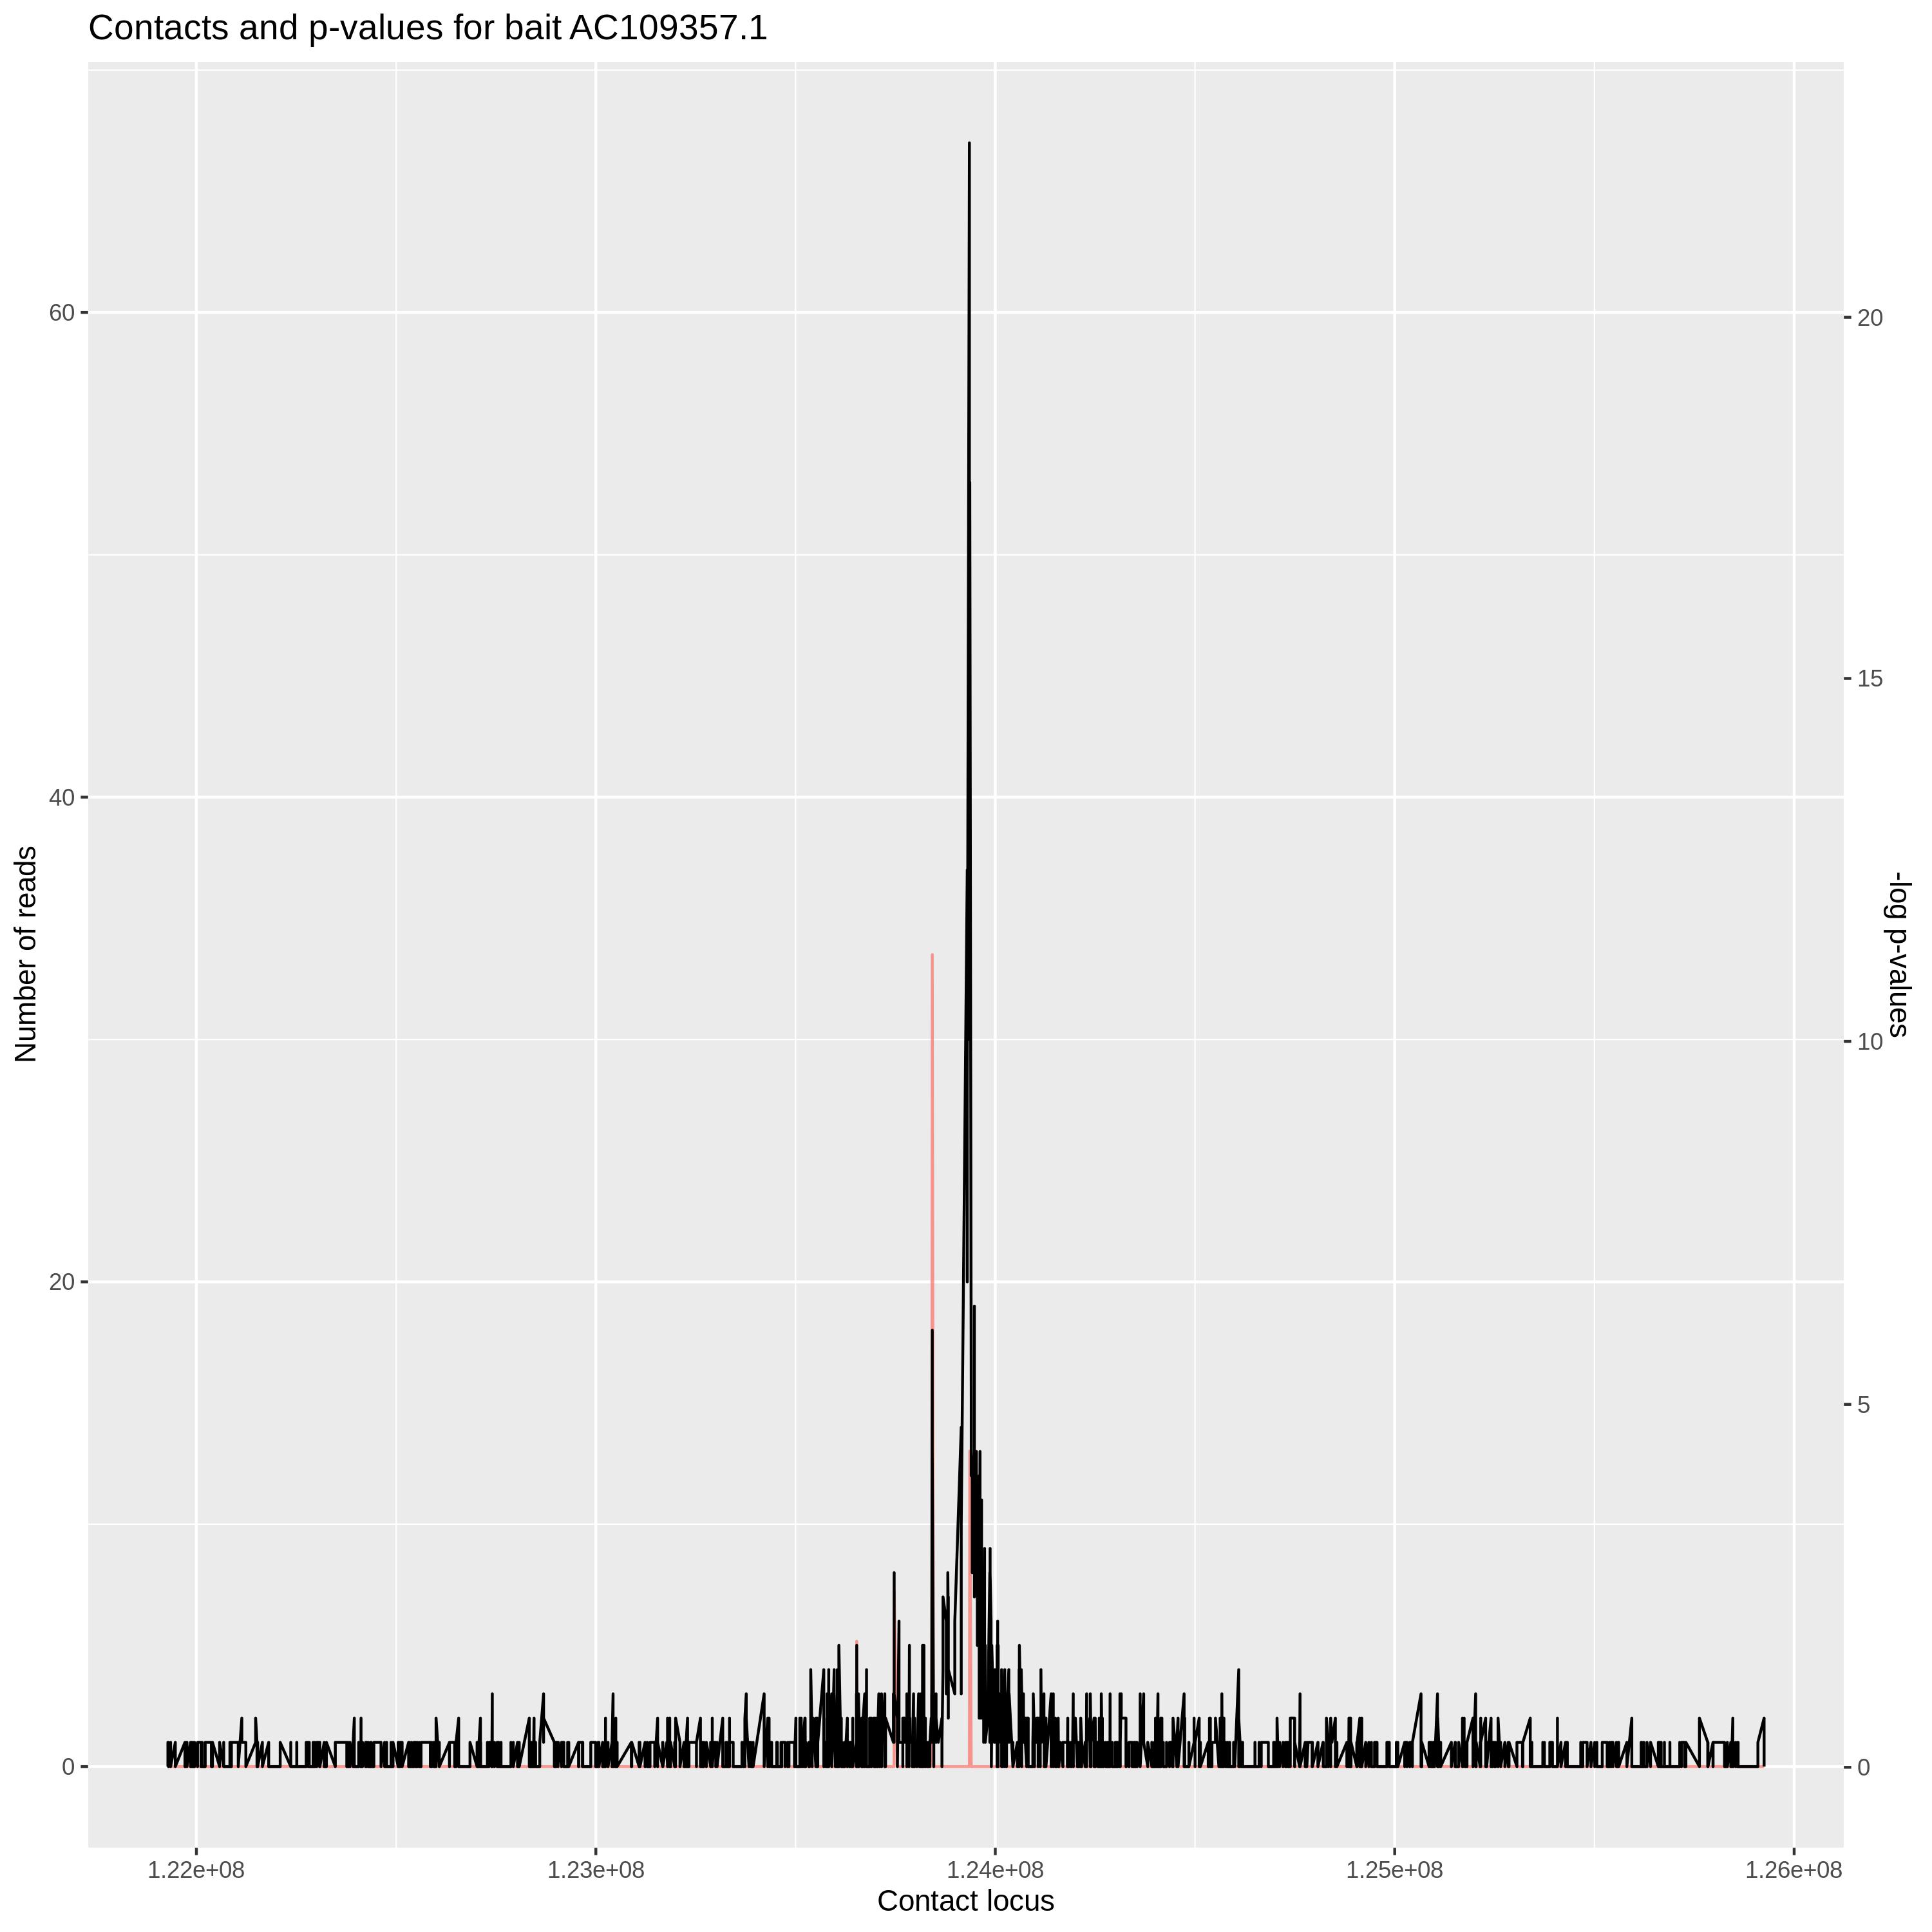 Contacts and p-values for bait AC109357.1
60
40
20
0
Number of reads
20
15
10
5
0
-log p-values
1.22e+08
1.23e+08
1.24e+08
1.25e+08
1.26e+08
Contact locus